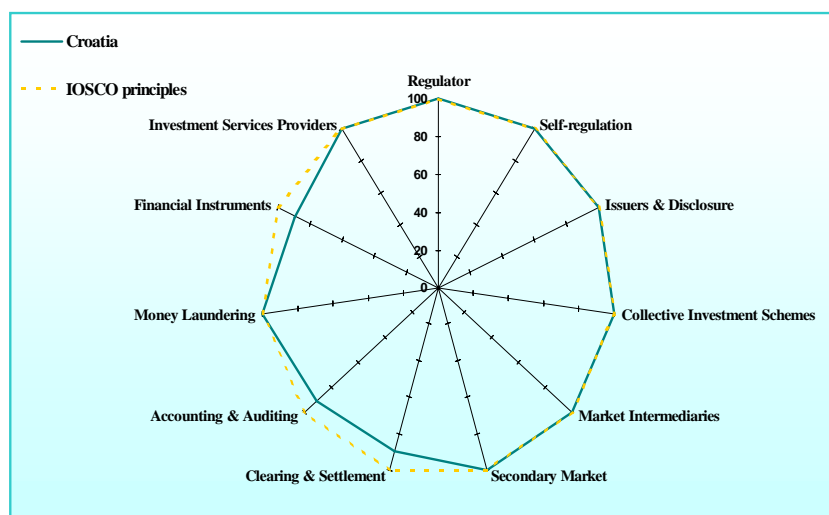 Croatia
IOSCO principles
Regulator
100
Investment Services Providers
Self-regulation
80
60
Financial Instruments
Issuers & Disclosure
40
20
0
Money Laundering
Collective Investment Schemes
Accounting & Auditing
Market Intermediaries
Clearing & Settlement
Secondary Market